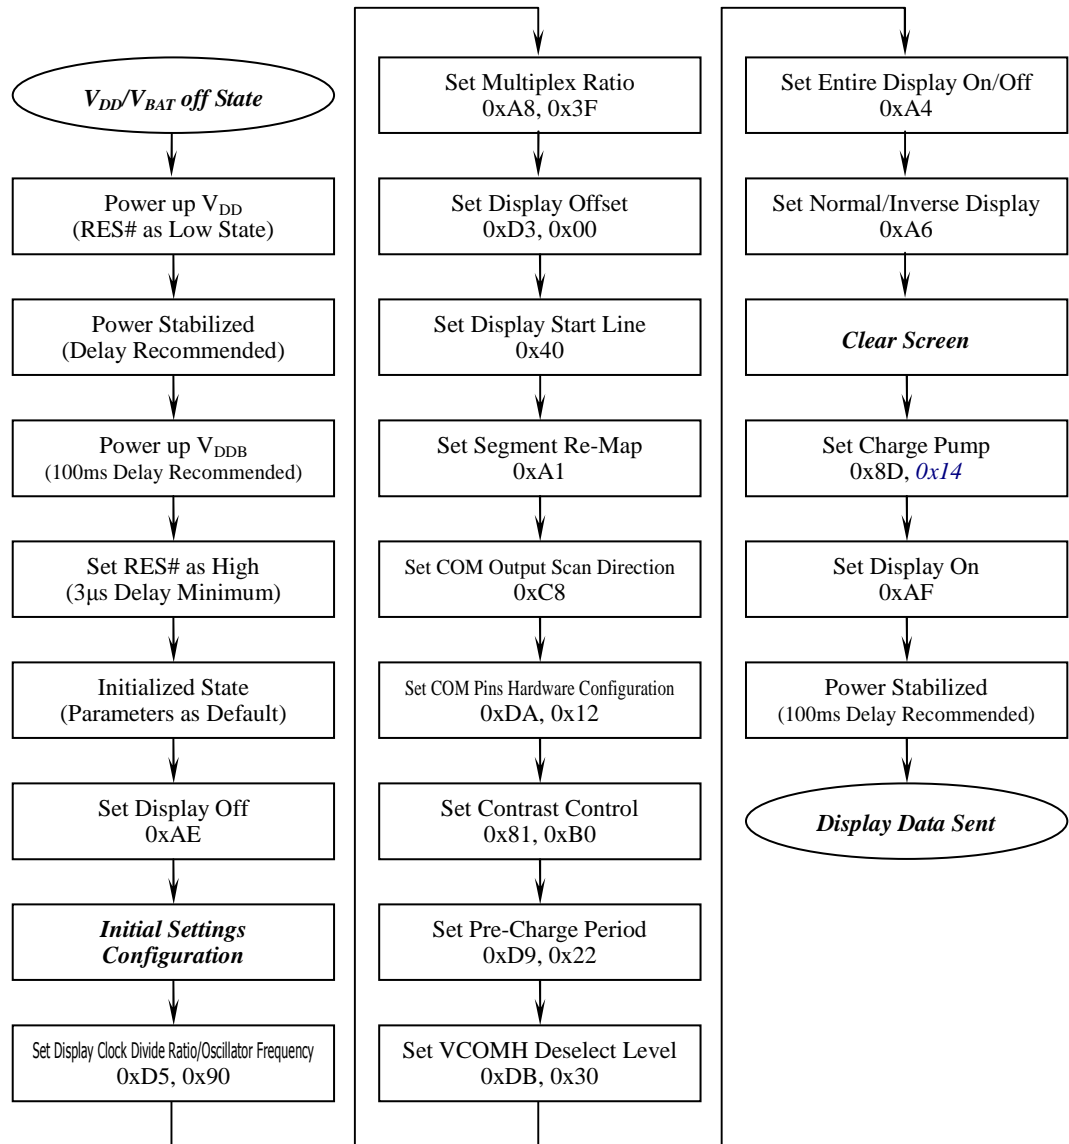 V_DD/V_BAT off State
Power up V_DD
(RES# as Low State)
Power Stabilized
(Delay Recommended)
Power up V_DDB
(100ms Delay Recommended)
Set RES# as High
(3μs Delay Minimum)
Initialized State
(Parameters as Default)
Set Display Off
0xAE
Initial Settings
Configuration
Set Display Clock Divide Ratio/Oscillator Frequency
0xD5, 0x90
Set Multiplex Ratio
0xA8, 0x3F
Set Display Offset
0xD3, 0x00
Set Display Start Line
0x40
Set Segment Re-Map
0xA1
Set COM Output Scan Direction
0xC8
Set COM Pins Hardware Configuration
0xDA, 0x12
Set Contrast Control
0x81, 0xB0
Set Pre-Charge Period
0xD9, 0x22
Set VCOMH Deselect Level
0xDB, 0x30
Set Entire Display On/Off
0xA4
Set Normal/Inverse Display
0xA6
Clear Screen
Set Charge Pump
0x8D, 0x14
Set Display On
0xAF
Power Stabilized
(100ms Delay Recommended)
Display Data Sent